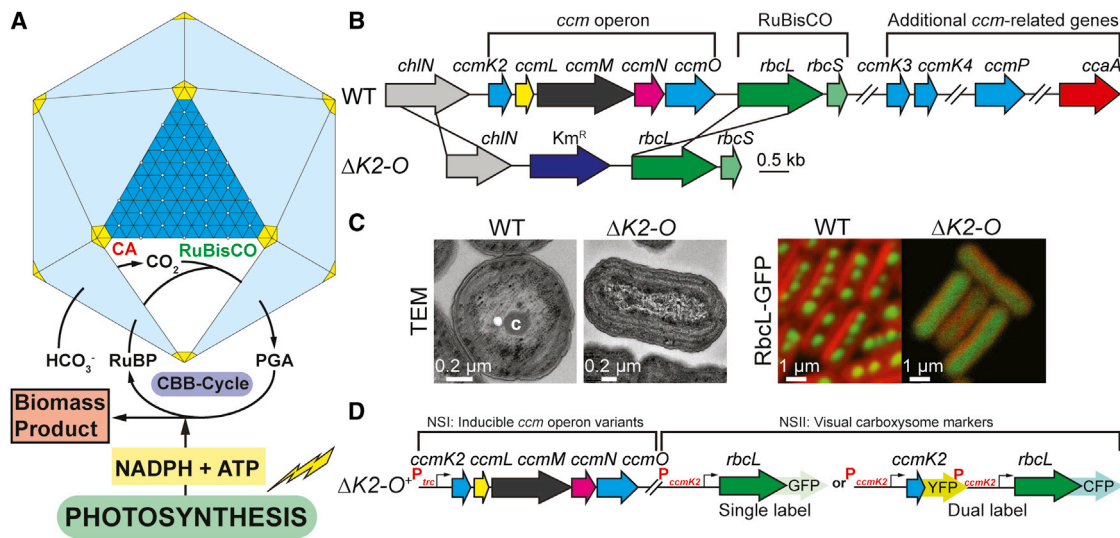 A
CA
RuBisCO
CO2
HCO3-
RuBP
PGA
CBB-Cycle
Biomass
Product
NADPH + ATP
PHOTOSYNTHESIS
B
ccm operon
RuBisCO
Additional ccm-related genes
chlN
ccmK2
ccmL
ccmM
ccmN
ccmO
rbcL
rbcS
ccmK3
ccmK4
ccmP
ccaA
WT
chlN
KmR
rbcL
rbcS
ΔK2-O
0.5 kb
C
WT
ΔK2-O
WT
ΔK2-O
TEM
c
0.2 µm
0.2 µm
RbcL-GFP
1 µm
1 µm
D
NSI: Inducible ccm operon variants
NSII: Visual carboxysome markers
ccmK2
ccmL
ccmM
ccmN
ccmO
rbcL
ccmK2
rbcL
ΔK2-O+
Ptrc
PccmK2
GFP
or
PccmK2
YFP
PccmK2
CFP
Single label
Dual label